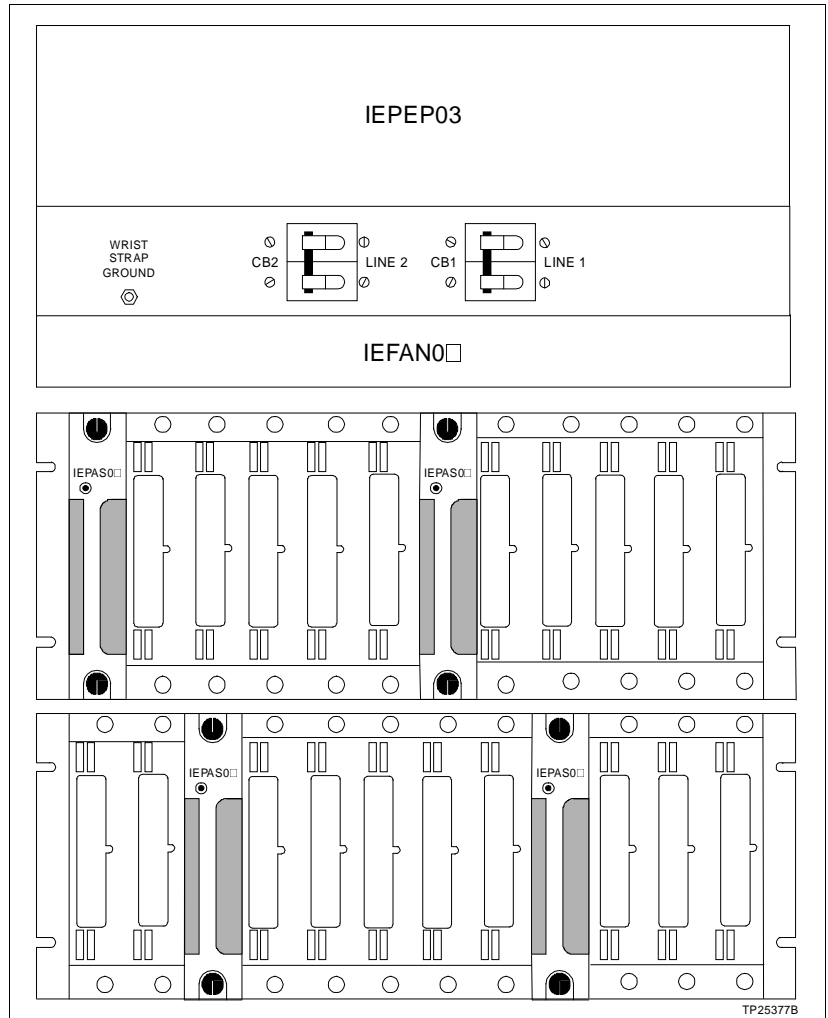 IEPEP03
WRIST
STRAP
GROUND
CB2
LINE 2
CB1
LINE 1
IEFAN0□
IEPAS0□
IEPAS0□
IEPAS0□
IEPAS0□
TP25377B